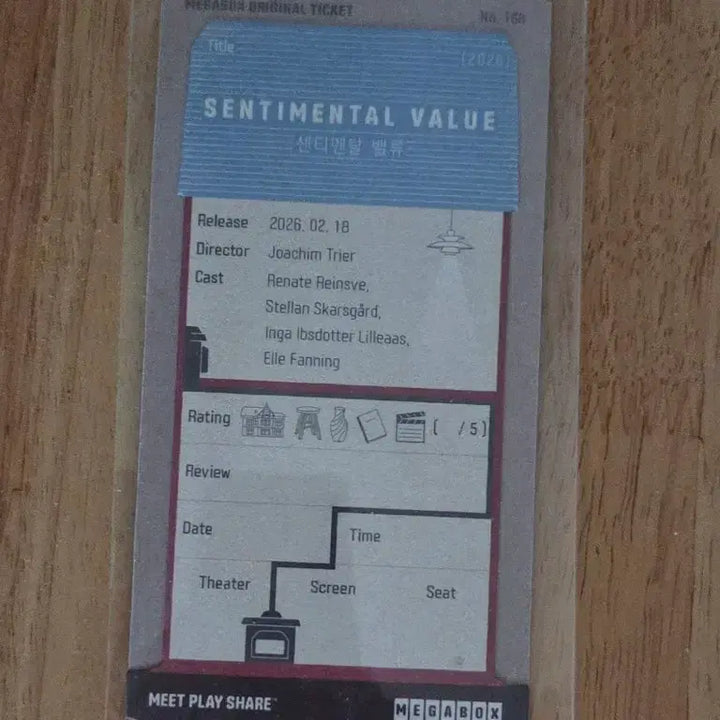 MEGABOX ORIGINAL TICKET No. 168
Title (2026)
SENTIMENTAL VALUE
센티멘탈 밸류
Release 2026. 02. 18
Director Joachim Trier
Cast Renate Reinsve,
Stellan Skarsgård,
Inga Ibsdotter Lilleaas,
Elle Fanning
Rating ( /5)
Review
Date Time
Theater Screen Seat
MEET PLAY SHARE MEGABOX